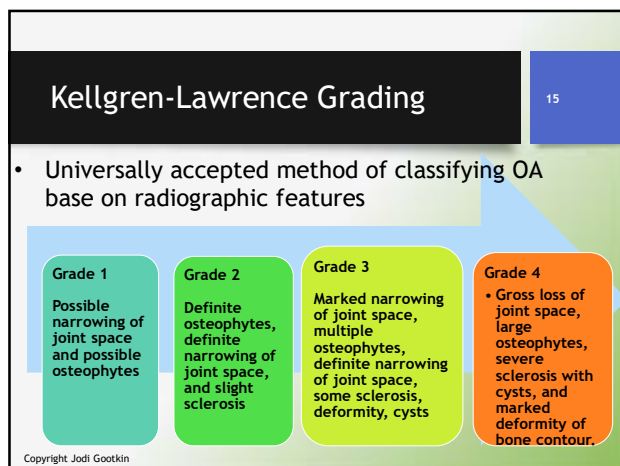 Kellgren-Lawrence Grading
15
• Universally accepted method of classifying OA
base on radiographic features
Grade 1
Possible
narrowing of
joint space
and possible
osteophytes
Grade 2
Definite
osteophytes,
definite
narrowing of
joint space,
and slight
sclerosis
Grade 3
Marked narrowing
of joint space,
multiple
osteophytes,
definite narrowing
of joint space,
some sclerosis,
deformity, cysts
Grade 4
• Gross loss of
joint space,
large
osteophytes,
severe
sclerosis with
cysts, and
marked
deformity of
bone contour.
Copyright Jodi Gootkin